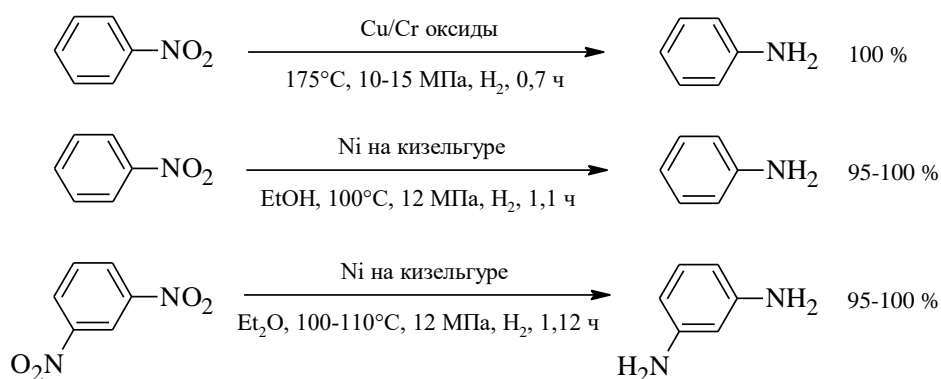 NO2
Cu/Cr оксиды
175°C, 10-15 МПа, H2, 0,7 ч
NH2
100 %
NO2
Ni на кизельгуре
EtOH, 100°C, 12 МПа, H2, 1,1 ч
NH2
95-100 %
NO2
O2N
Ni на кизельгуре
Et2O, 100-110°C, 12 МПа, H2, 1,12 ч
NH2
H2N
95-100 %